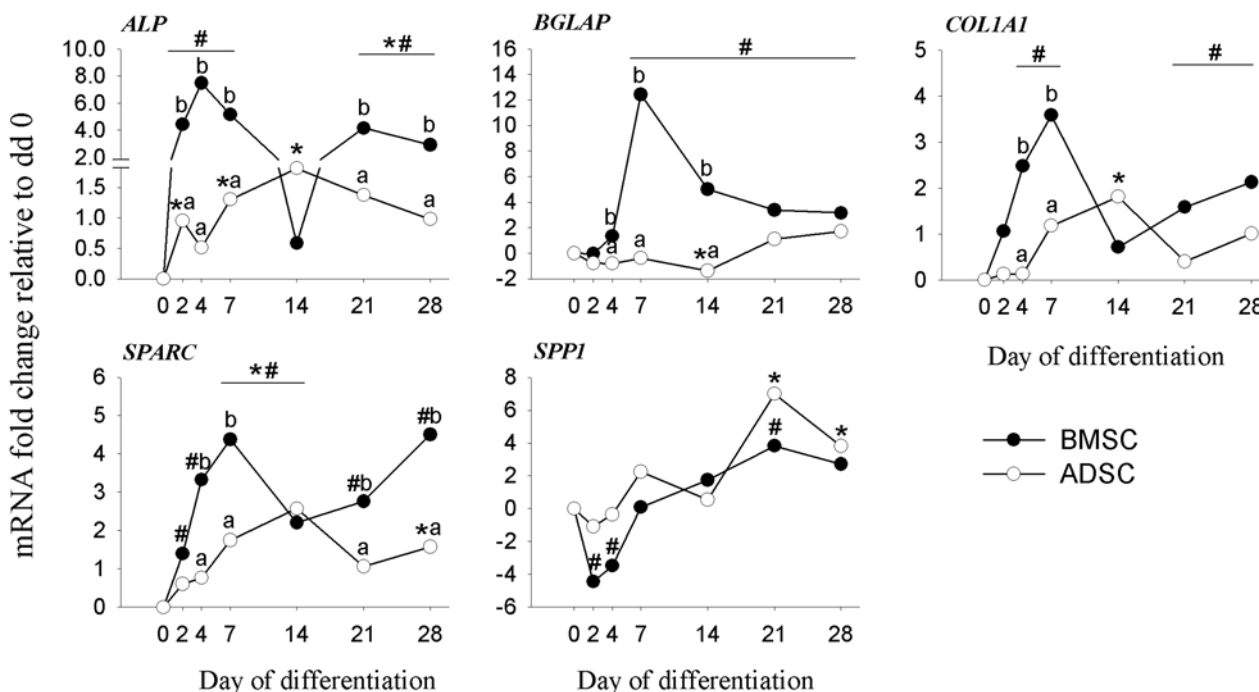 mRNA fold change relative to dd 0
ALP
10.0
8.0
6.0
4.0
2.0
1.5
1.0
0.5
0.0
#
*#
b
b
b
b
b
*a
a
*a
*
a
a
0 2 4 7 14 21 28
BGLAP
16
14
12
10
8
6
4
2
0
-2
#
b
b
b
a
a
*a
0 2 4 7 14 21 28
COL1A1
5
4
3
2
1
0
#
#
b
b
a
a
*
0 2 4 7 14 21 28
Day of differentiation
SPARC
6
5
4
3
2
1
0
*#
#
#b
b
#b
#b
a
a
a
*a
0 2 4 7 14 21 28
Day of differentiation
SPP1
8
6
4
2
0
-2
-4
-6
#
#
*
#
*
0 2 4 7 14 21 28
Day of differentiation
BMSC
ADSC